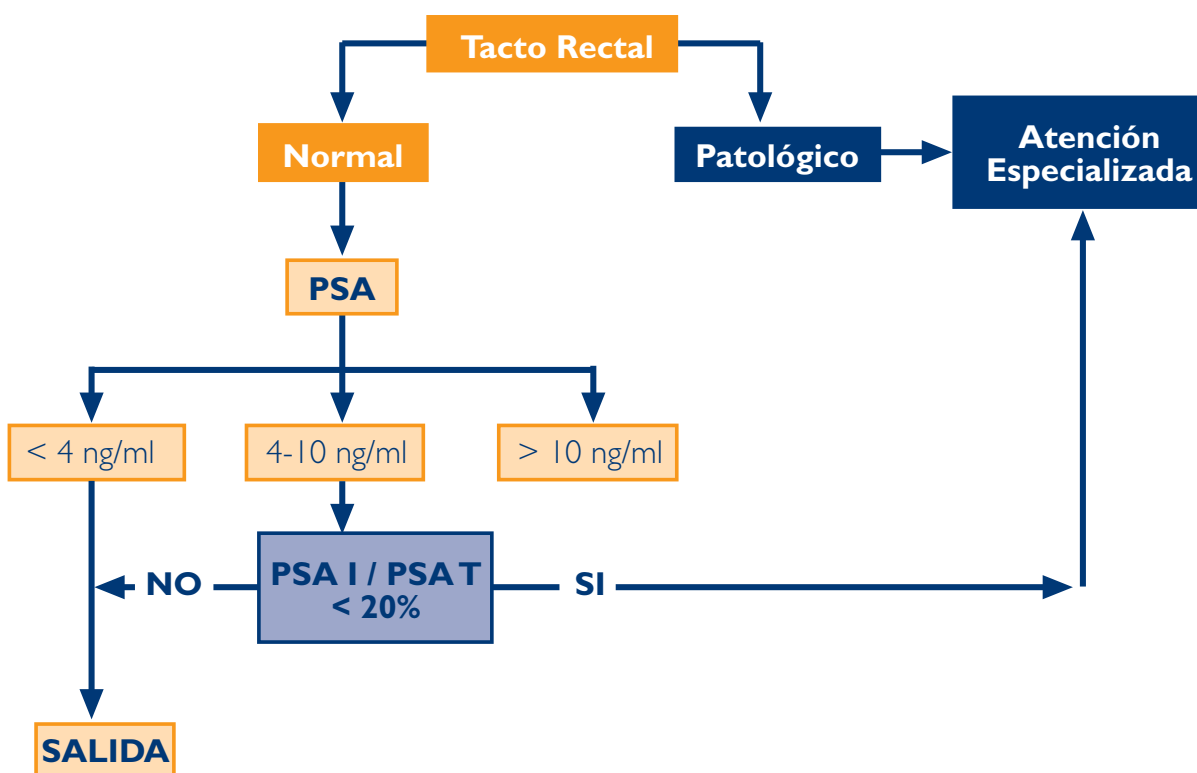 Tacto Rectal
Normal
Patológico
Atención
Especializada
PSA
< 4 ng/ml
4-10 ng/ml
> 10 ng/ml
NO
PSA l / PSA T
< 20%
SI
SALIDA